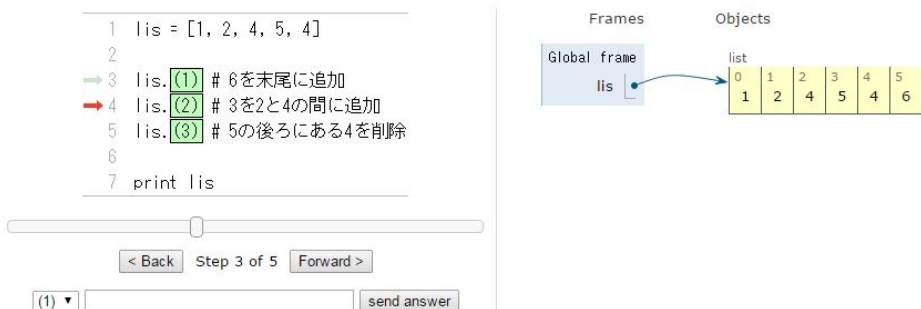 1 lis = [1, 2, 4, 5, 4]
2
3 lis.(1) # 6を末尾に追加
4 lis.(2) # 3を2と4の間に追加
5 lis.(3) # 5の後ろにある4を削除
6
7 print lis
< Back Step 3 of 5 Forward >
(1) ▼ send answer
Frames Objects
Global frame
lis
list
0 1 2 3 4 5
1 2 4 5 4 6